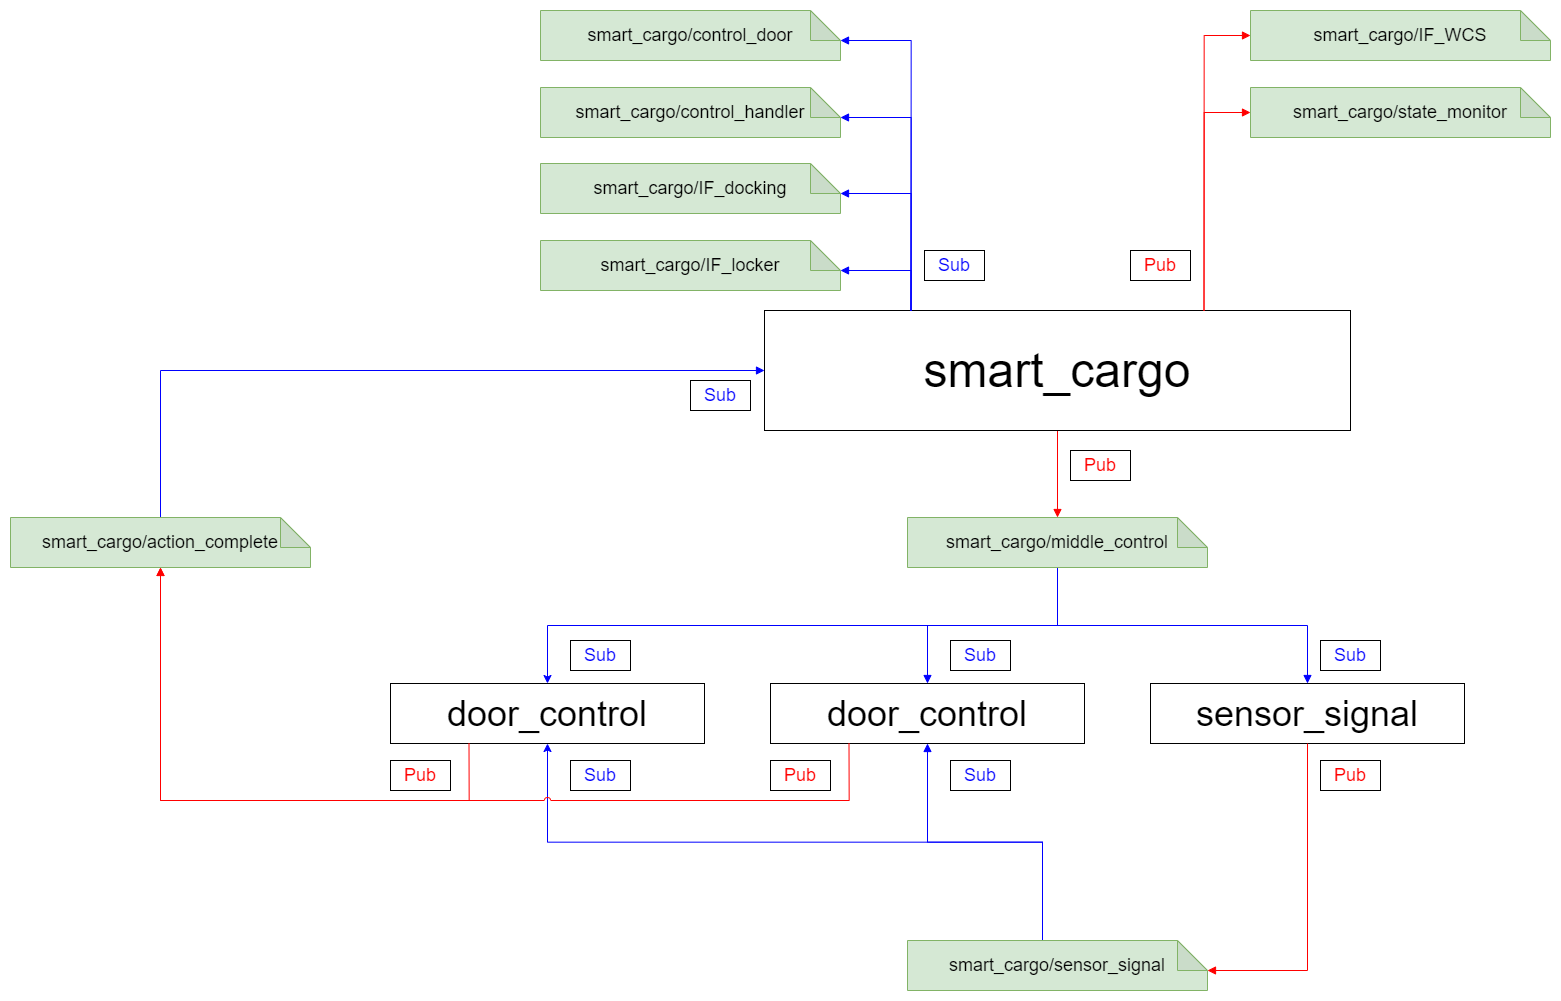 smart_cargo/control_door
smart_cargo/IF_WCS
smart_cargo/control_handler
smart_cargo/state_monitor
smart_cargo/IF_docking
smart_cargo/IF_locker
Sub
Pub
smart_cargo
Sub
Pub
smart_cargo/action_complete
smart_cargo/middle_control
Sub
Sub
Sub
door_control
door_control
sensor_signal
Pub
Sub
Pub
Sub
Pub
smart_cargo/sensor_signal